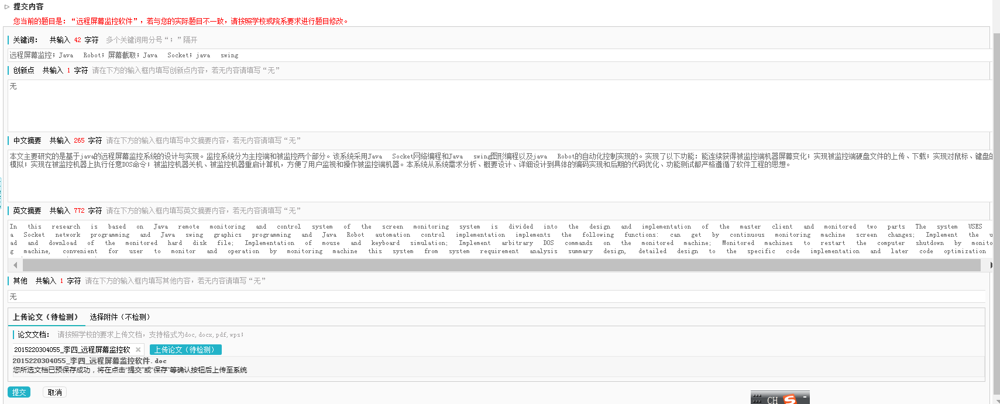 提交内容
您当前的题目是：“远程屏幕监控软件”，若与您的实际题目不一致，请按照学校或院系要求进行题目修改。
关键词： 共输入 42 字符 多个关键词用分号“；”隔开
远程屏幕监控；Java Robot；屏幕截取；Java Socket；java swing
创新点 共输入 1 字符 请在下方的输入框内填写创新点内容，若无内容请填写“无”
无
中文摘要 共输入 265 字符 请在下方的输入框内填写中文摘要内容，若无内容请填写“无”
本文主要研究的是基于java的远程屏幕监控系统的设计与实现。监控系统分为主控端和被监控两个部分。该系统采用Java Socket网络编程和Java swing图形编程以及java Robot的自动化控制实现的。实现了以下功能：能连续获得被监控端机器屏幕变化；实现被监控端硬盘文件的上传、下载；实现对鼠标、键盘的
模拟；实现在被监控机器上执行任意DOS命令；被监控机器关机、被监控机器重启计算机，方便了用户监视和操作被监控端机器。本系统从系统需求分析、概要设计、详细设计到具体的编码实现和后期的代码优化、功能测试都严格遵循了软件工程的思想。
英文摘要 共输入 772 字符 请在下方的输入框内填写英文摘要内容，若无内容请填写“无”
In this research is based on Java remote monitoring and control system of the screen monitoring system is divided into the design and implementation of the master client and monitored two parts The system USES
a Socket network programming and Java swing graphics programming and Java Robot automation control implementation implements the following functions: can get by continuous monitoring machine screen changes; Implement the u
ad and download of the monitored hard disk file; Implementation of mouse and keyboard simulation; Implement arbitrary DOS commands on the monitored machine; Monitored machines to restart the computer shutdown by monito
g machine, convenient for user to monitor and operation by monitoring machine this system from system requirement analysis summary design, detailed design to the specific code implementation and later code optimization
其他 共输入 1 字符 请在下方的输入框内填写其他内容，若无内容请填写“无”
无
上传论文（待检测） 选择附件（不检测）
论文文档： 请按照学校的要求上传文档，支持格式为doc,docx,pdf,wps；
2015220304055_李四_远程屏幕监控软 × 上传论文（待检测）
2015220304055_李四_远程屏幕监控软件.doc
您所选文档已预保存成功，将在点击“提交”或“保存”等确认按钮后上传至系统
提交 取消
CH S